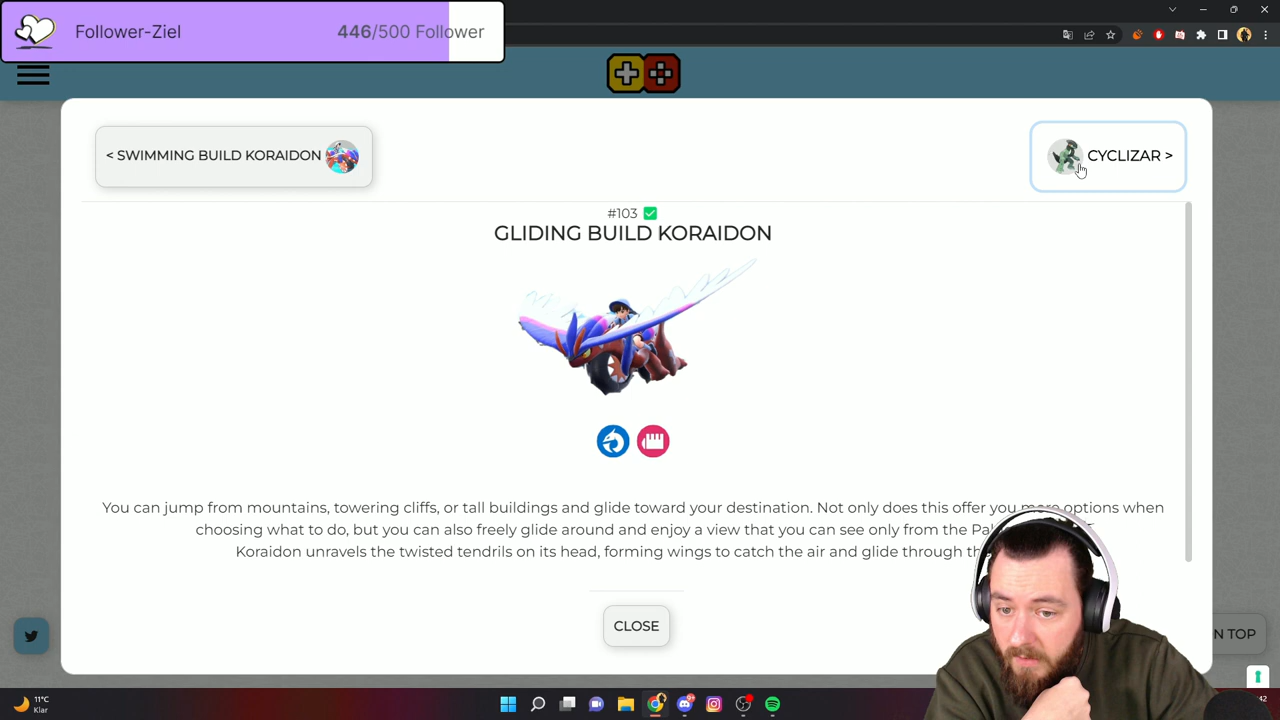 Follower-Ziel
446/500 Follower
< SWIMMING BUILD KORAIDON
CYCLIZAR >
#103
GLIDING BUILD KORAIDON
You can jump from mountains, towering cliffs, or tall buildings and glide toward your destination. Not only does this offer you more options when
choosing what to do, but you can also freely glide around and enjoy a view that you can see only from the
Koraidon unravels the twisted tendrils on its head, forming wings to catch the air and glide through
CLOSE
N TOP
11°C
Klar